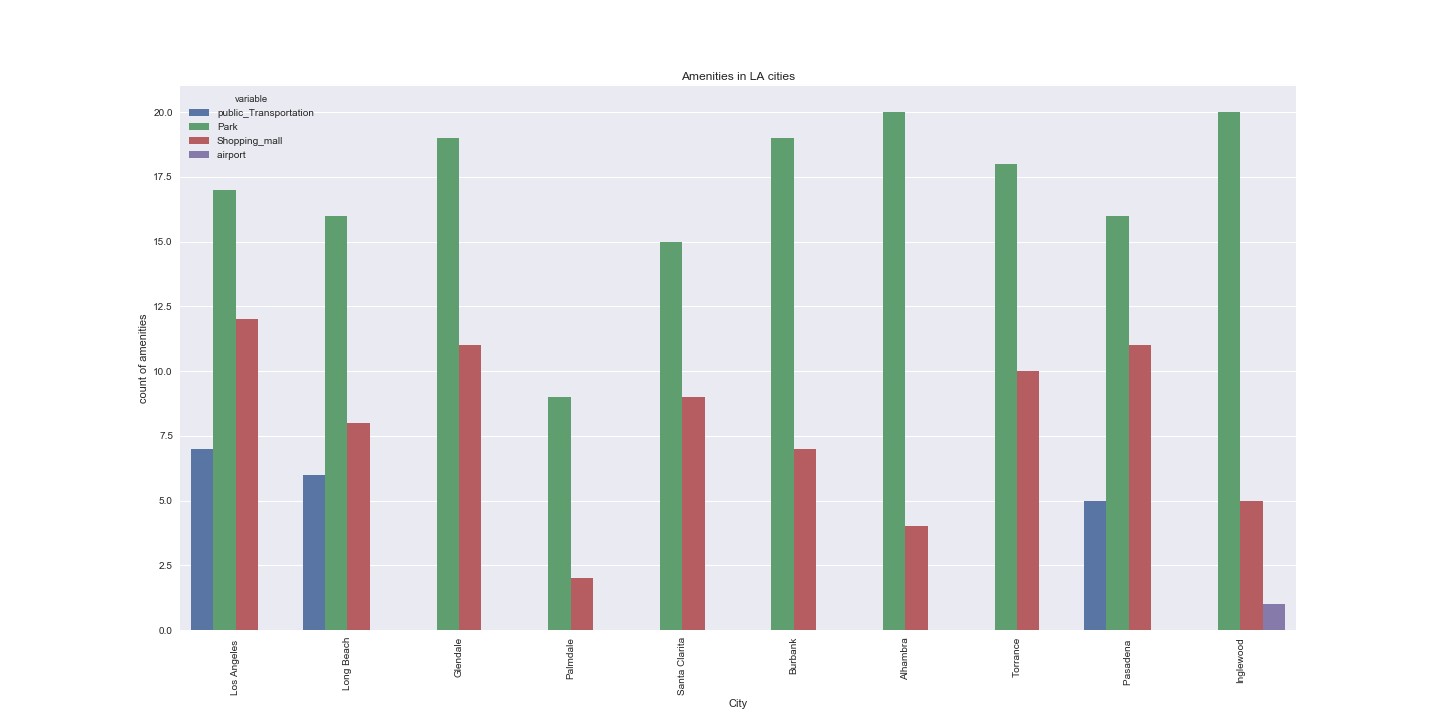 Amenities in LA cities
variable
public_Transportation
Park
Shopping_mall
airport
20.0
17.5
15.0
12.5
10.0
7.5
5.0
2.5
0.0
count of amenities
Los Angeles
Long Beach
Glendale
Palmdale
Santa Clarita
Burbank
Alhambra
Torrance
Pasadena
Inglewood
City